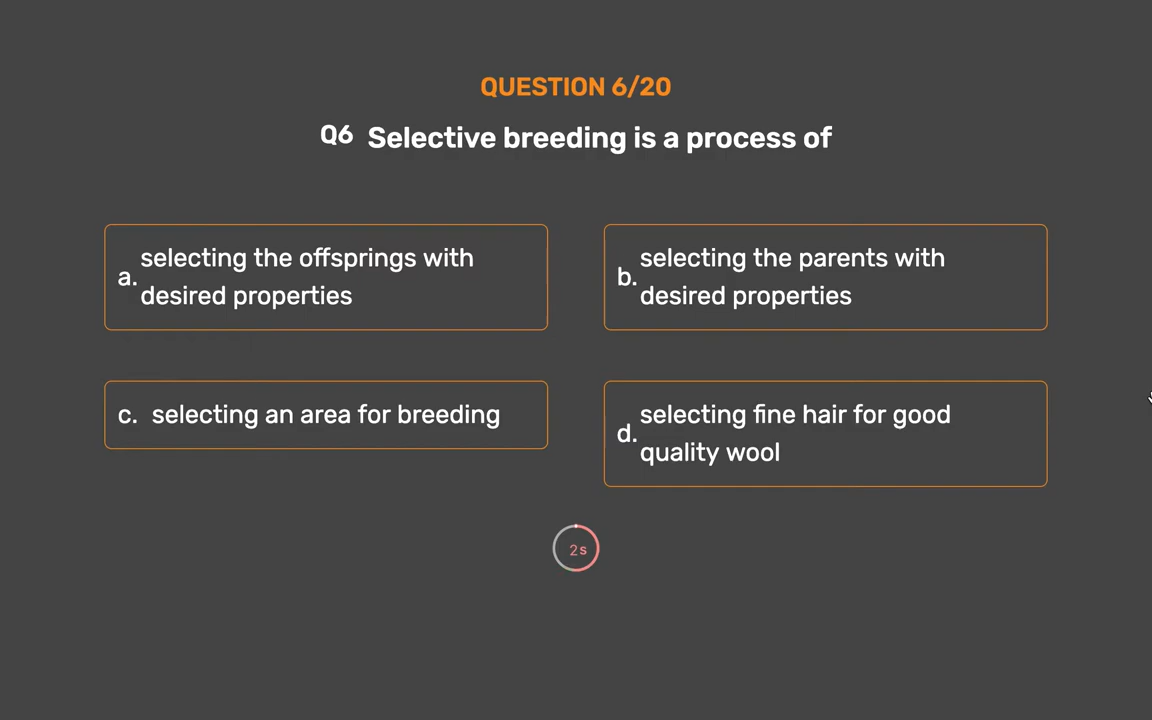 QUESTION 6/20
Q6 Selective breeding is a process of
a. selecting the offsprings with
desired properties
b. selecting the parents with
desired properties
c. selecting an area for breeding
d. selecting fine hair for good
quality wool
2s